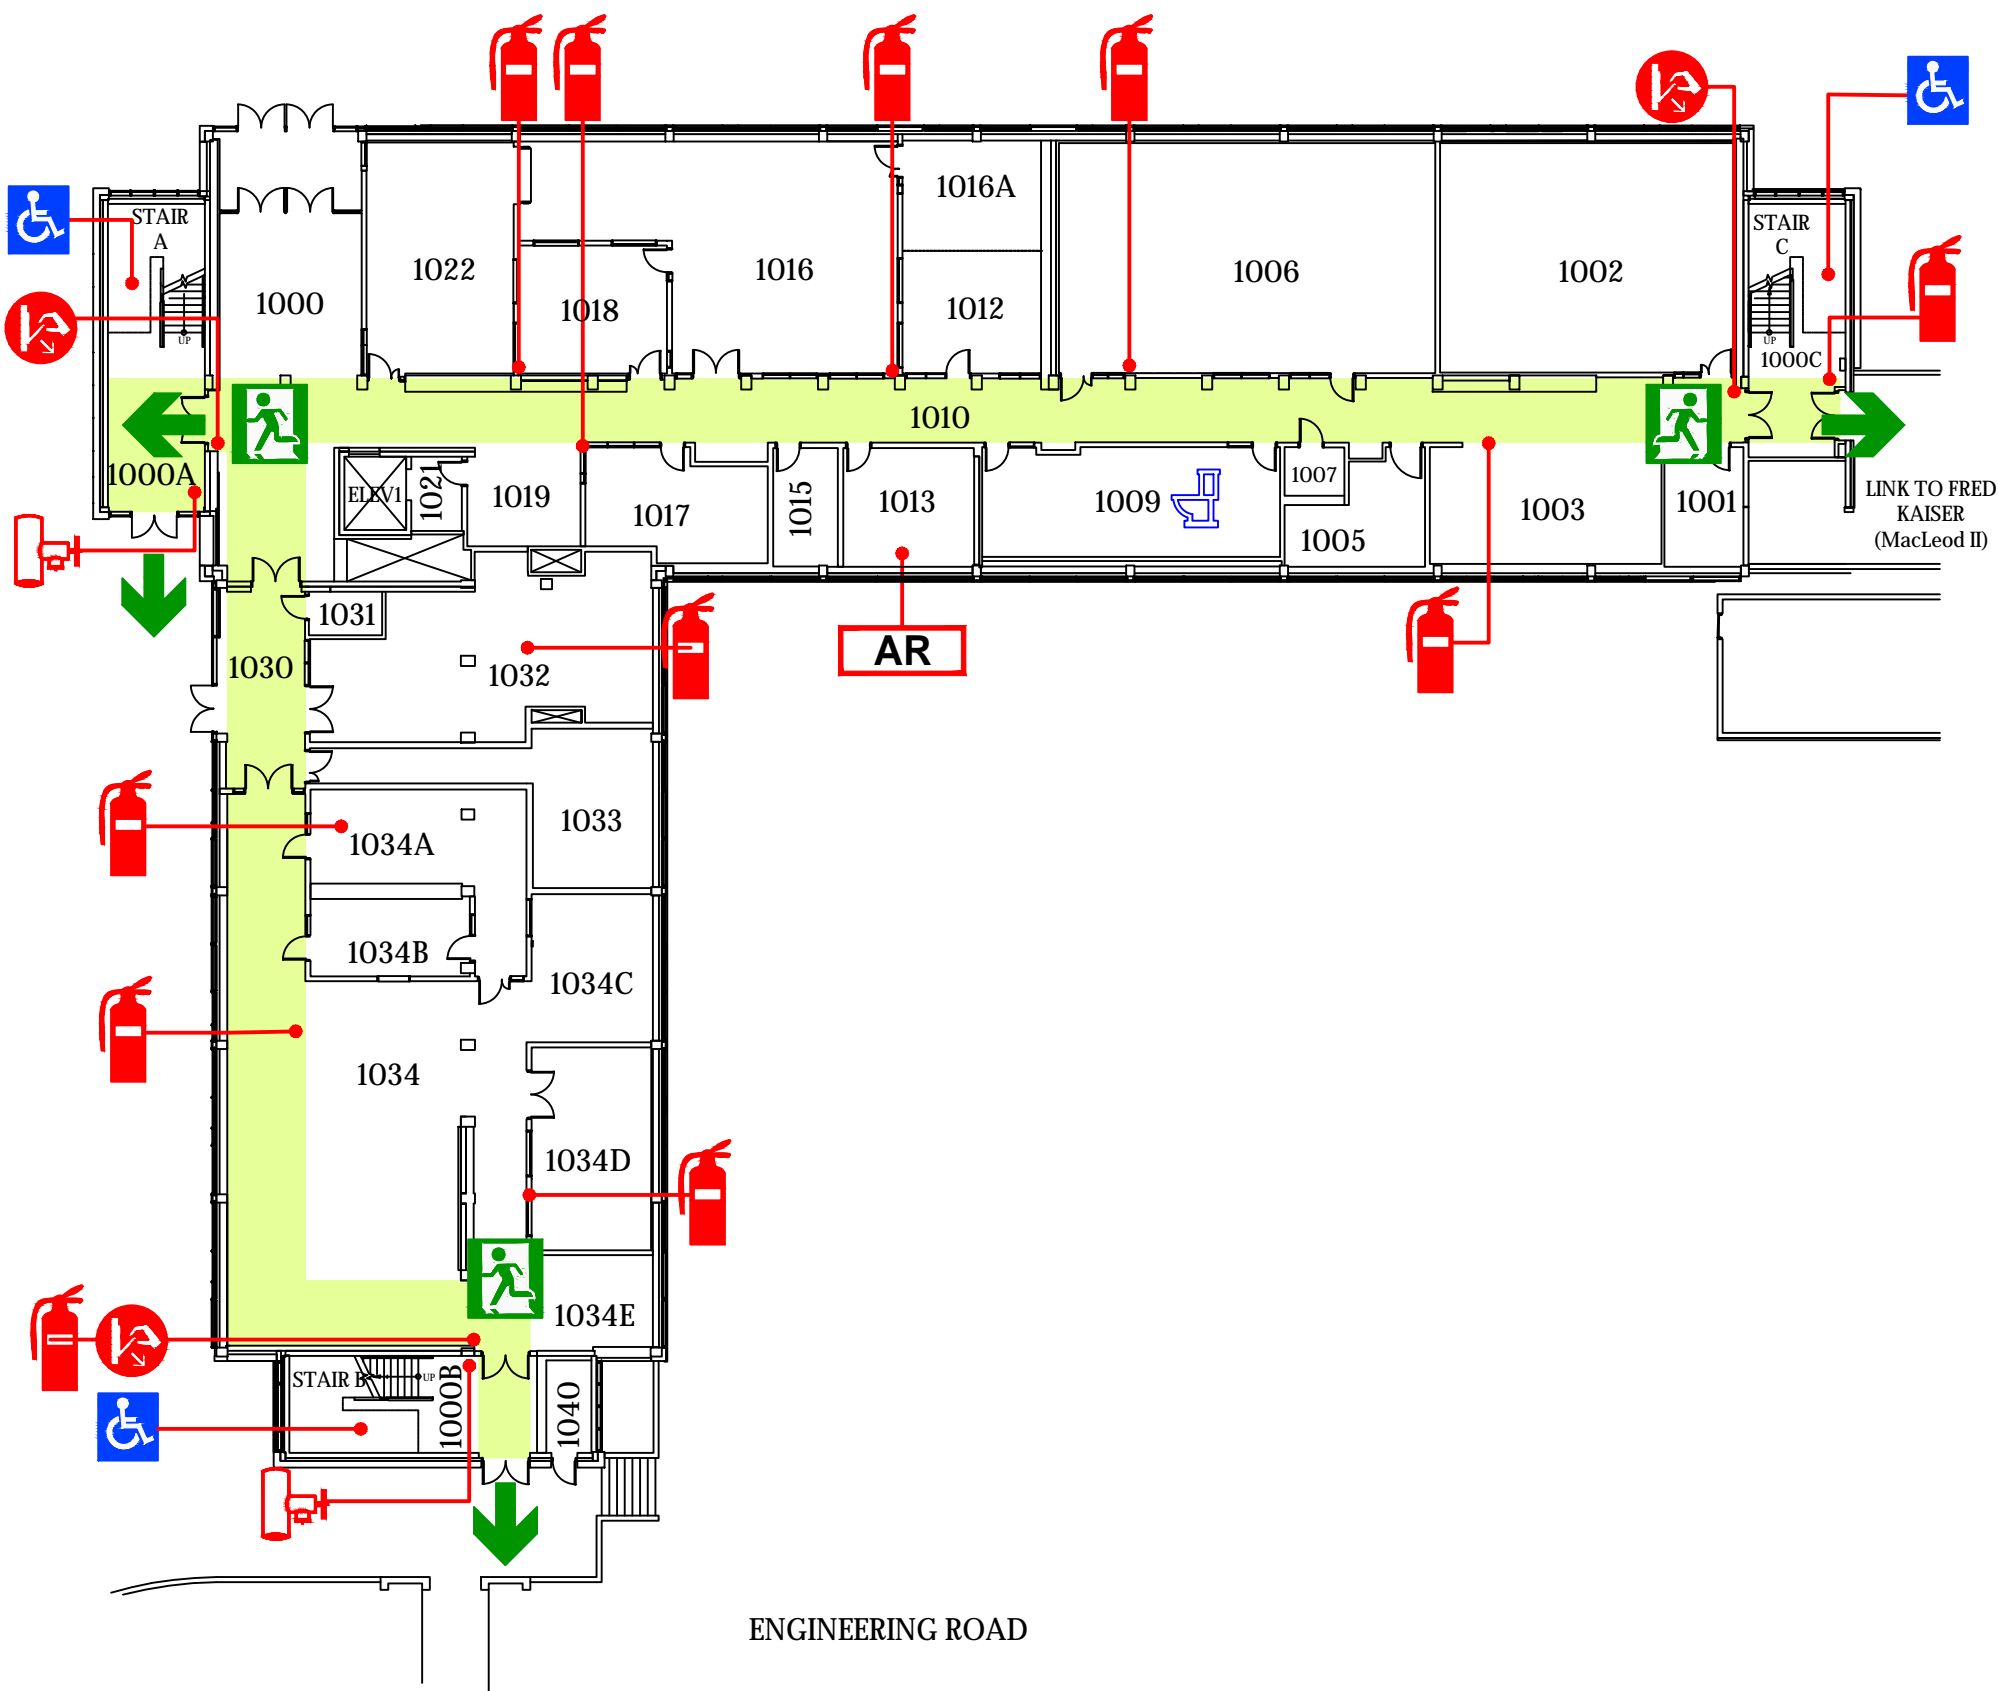 STAIR
A
1000
1022
1018
1016
1016A
1012
1006
1002
STAIR
C
UP
UP
1000C
1010
1000A
ELEV1
1021
1019
1017
1015
1013
1009
1007
1005
1003
1001
LINK TO FRED
KAISER
(MacLeod II)
1031
1030
1032
AR
1033
1034A
1034B
1034C
1034
1034D
1034E
STAIR B
UP
1000B
1040
ENGINEERING ROAD